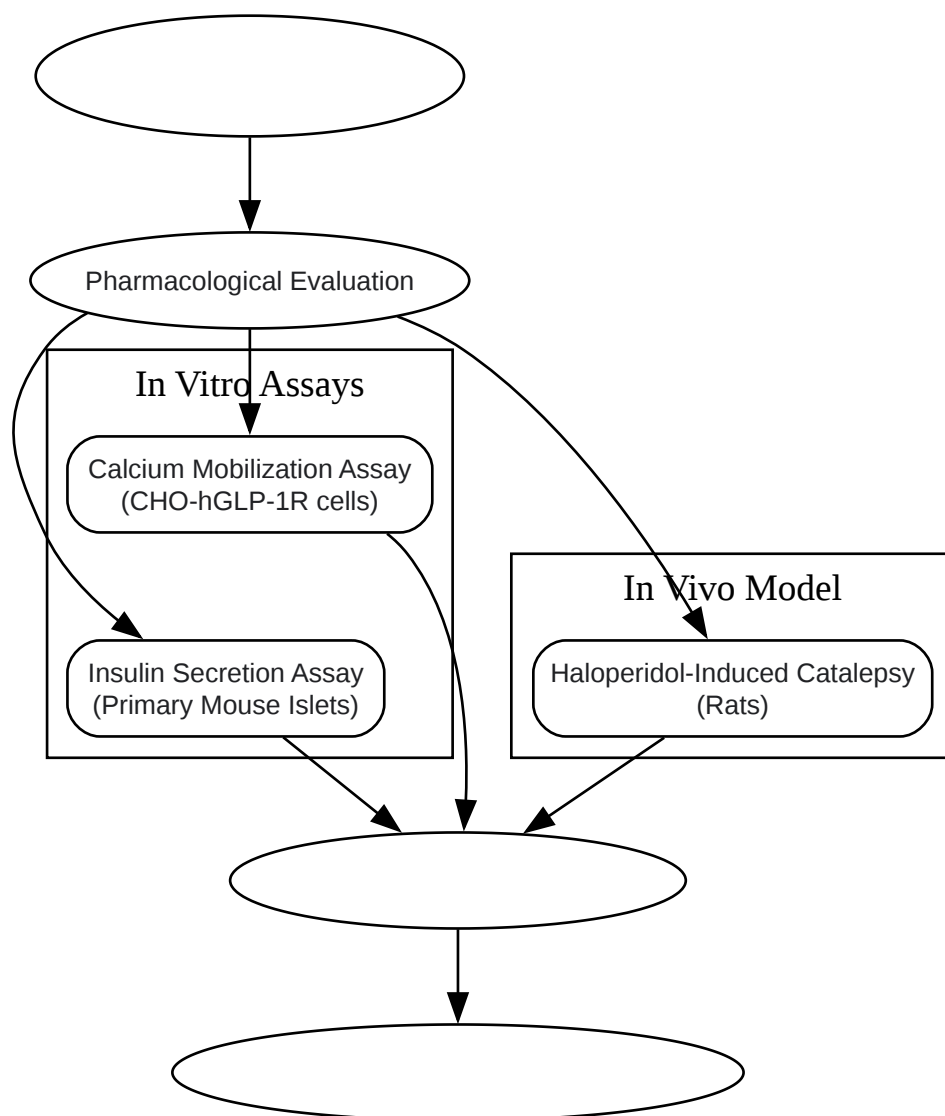 Pharmacological Evaluation
In Vitro Assays
Calcium Mobilization Assay
(CHO-hGLP-1R cells)
In Vivo Model
Insulin Secretion Assay
(Primary Mouse Islets)
Haloperidol-Induced Catalepsy
(Rats)